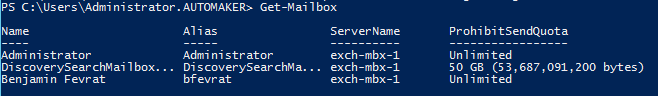 PS C:\Users\Administrator.AUTOMAKER> Get-Mailbox
Name Alias ServerName ProhibitSendQuota
---- ----- ---------- -----------------
Administrator Administrator exch-mbx-1 Unlimited
DiscoverySearchMailbox... DiscoverySearchMa... exch-mbx-1 50 GB (53,687,091,200 bytes)
Benjamin Fevrat bfevrat exch-mbx-1 Unlimited